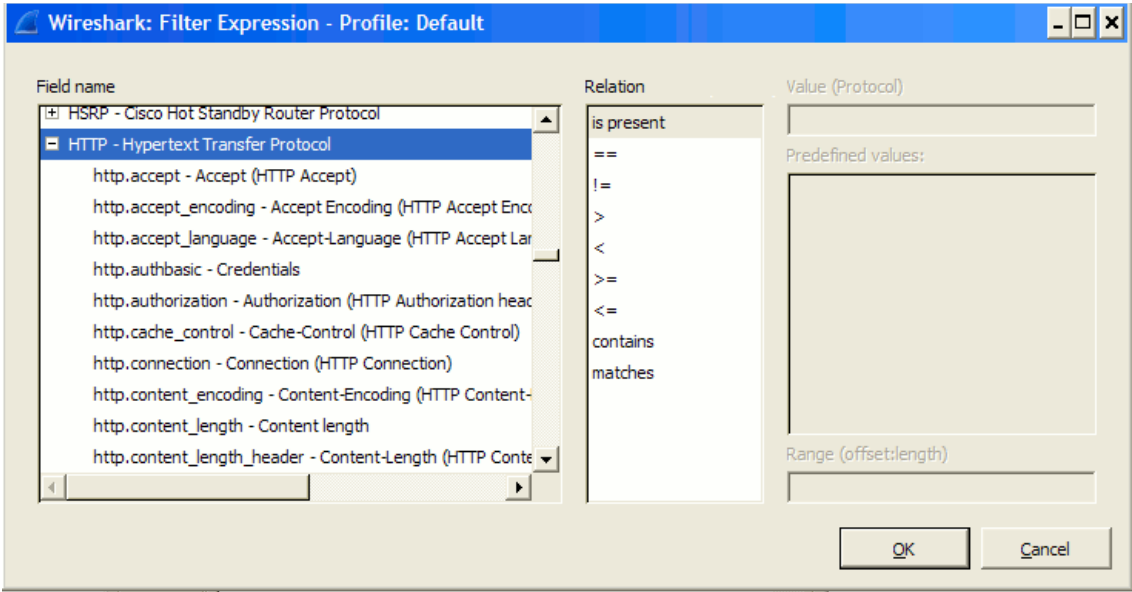 Wireshark: Filter Expression - Profile: Default
Field name
HSRP - Cisco Hot Standby Router Protocol
HTTP - Hypertext Transfer Protocol
http.accept - Accept (HTTP Accept)
http.accept_encoding - Accept Encoding (HTTP Accept Enco
http.accept_language - Accept-Language (HTTP Accept Lan
http.authbasic - Credentials
http.authorization - Authorization (HTTP Authorization head
http.cache_control - Cache-Control (HTTP Cache Control)
http.connection - Connection (HTTP Connection)
http.content_encoding - Content-Encoding (HTTP Content-
http.content_length - Content length
http.content_length_header - Content-Length (HTTP Conte
Relation
is present
==
!=
>
<
>=
<=
contains
matches
Value (Protocol)
Predefined values:
Range (offset:length)
OK
Cancel